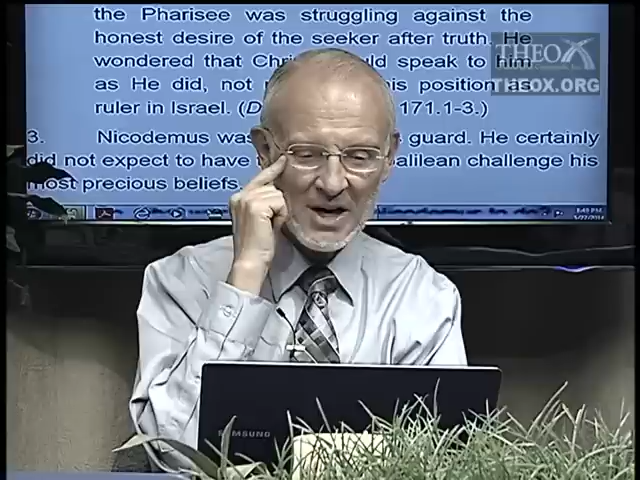 the Pharisee was struggling against the
honest desire of the seeker after truth. He
wondered that Chri uld speak to him
as He did, not his position as
ruler in Israel. (D 171.1-3.)
3. Nicodemus was guard. He certainly
did not expect to have alilean challenge his
most precious beliefs.
THEOX
THEOX.ORG
SAMSUNG